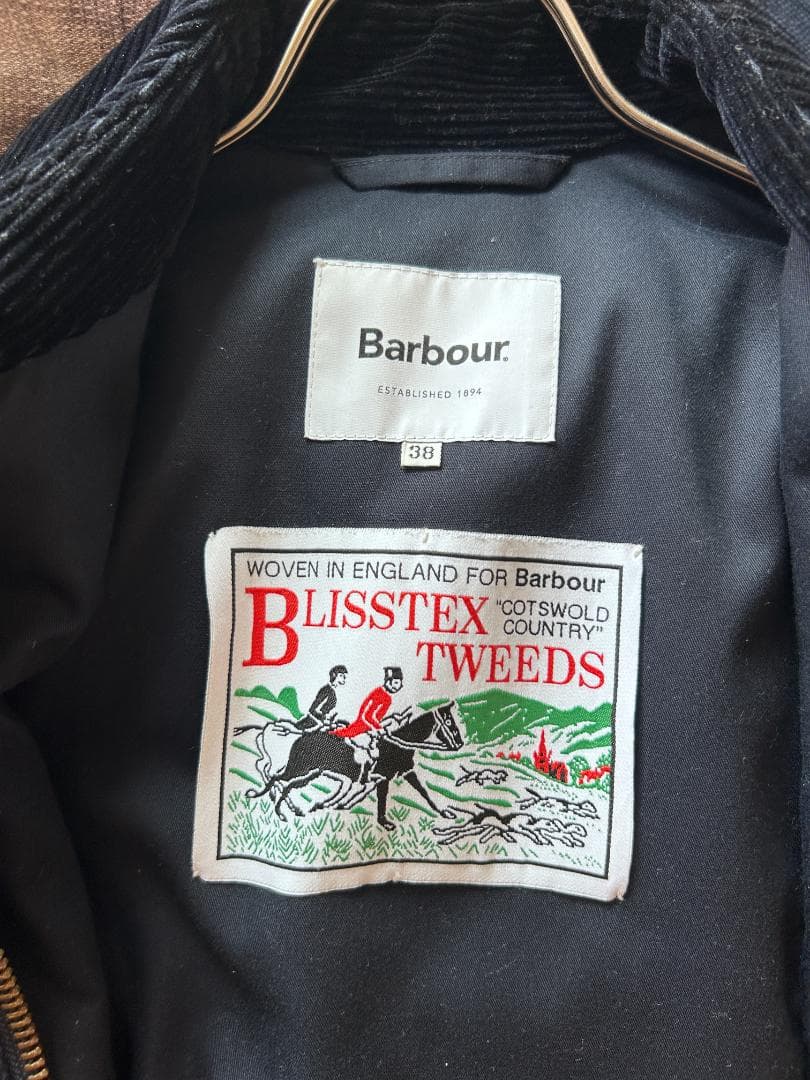 Barbour.
ESTABLISHED 1894
38
WOVEN IN ENGLAND FOR Barbour
BLISSTEX "COTSWOLD
COUNTRY"
TWEEDS